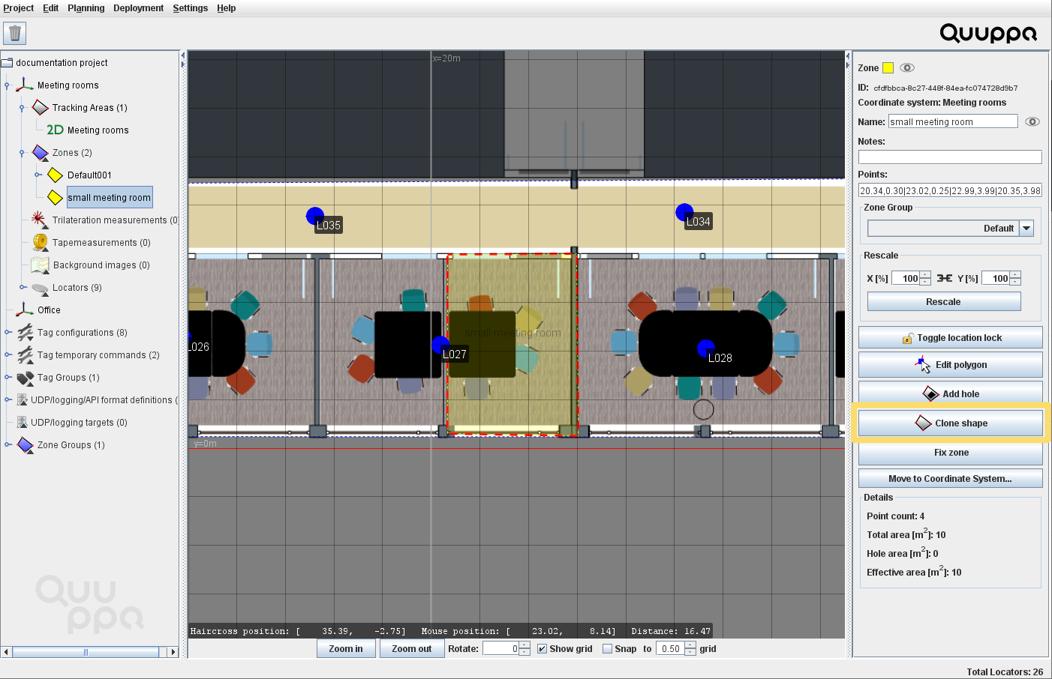 Project Edit Planning Deployment Settings Help
Quuppa
documentation project
Meeting rooms
Tracking Areas (1)
2D Meeting rooms
Zones (2)
Default001
small meeting room
Trilateration measurements (0)
Tapemeasurements (0)
Background images (0)
Locators (9)
Office
Tag configurations (8)
Tag temporary commands (2)
Tag Groups (1)
UDP/logging/API format definitions (
UDP/logging targets (0)
Zone Groups (1)
Quuppa
x=20m
L035
L034
small meeting room
L026
L027
L028
y=0m
Haircross position: [ 35.39, -2.75] Mouse position: [ 23.02, 8.14] Distance: 16.47
Zoom in Zoom out Rotate: 0 Show grid Snap to 0.50 grid
Zone
ID: cfdfbbca-8c27-448f-84ea-fc074728d9b7
Coordinate system: Meeting rooms
Name: small meeting room
Notes:
Points:
20.34,0.30|23.02,0.25|22.99,3.99|20.35,3.98
Zone Group
Default
Rescale
X [%] 100 Y [%] 100
Rescale
Toggle location lock
Edit polygon
Add hole
Clone shape
Fix zone
Move to Coordinate System...
Details
Point count: 4
Total area [m²]: 10
Hole area [m²]: 0
Effective area [m²]: 10
Total Locators: 26